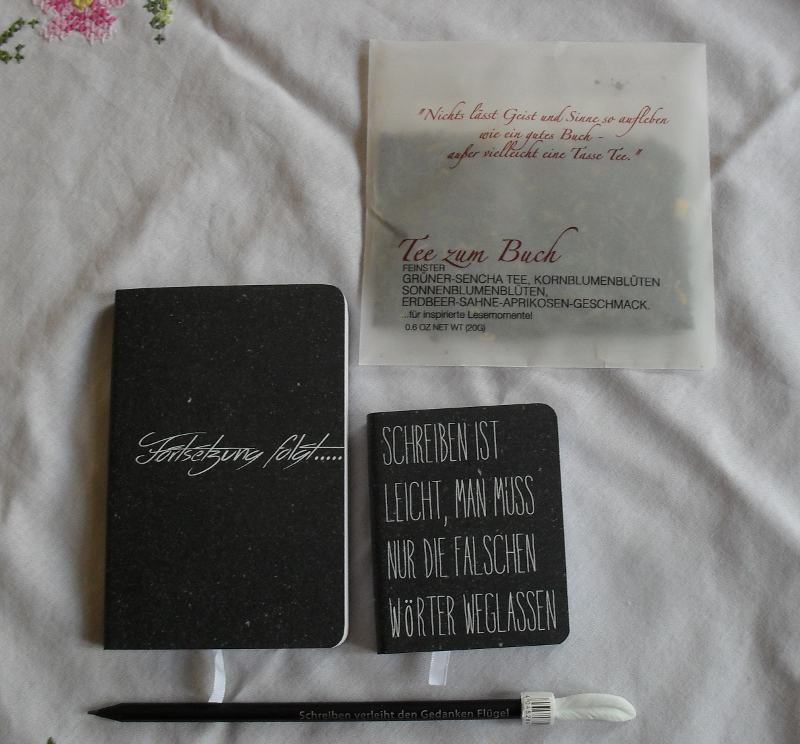 "Nichts lässt Geist und Sinne so aufleben
wie ein gutes Buch -
außer vielleicht eine Tasse Tee."
Tee zum Buch
FEINSTER
GRÜNER-SENCHA TEE, KORNBLUMENBLÜTEN
SONNENBLUMENBLÜTEN,
ERDBEER-SAHNE-APRIKOSEN-GESCHMACK.
...für inspirierte Lesemomente!
0.6 OZ NET WT (20G)
Fortsetzung folgt.....
SCHREIBEN IST
LEICHT, MAN MUSS
NUR DIE FALSCHEN
WÖRTER WEGLASSEN
Schreiben verleiht den Gedanken Flügel